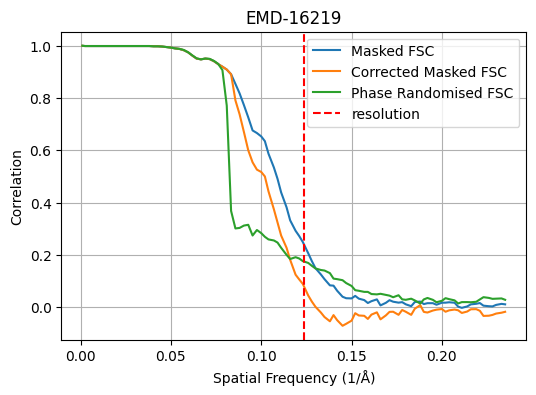 EMD-16219
Masked FSC
Corrected Masked FSC
Phase Randomised FSC
resolution
Correlation
1.0
0.8
0.6
0.4
0.2
0.0
0.00 0.05 0.10 0.15 0.20
Spatial Frequency (1/Å)